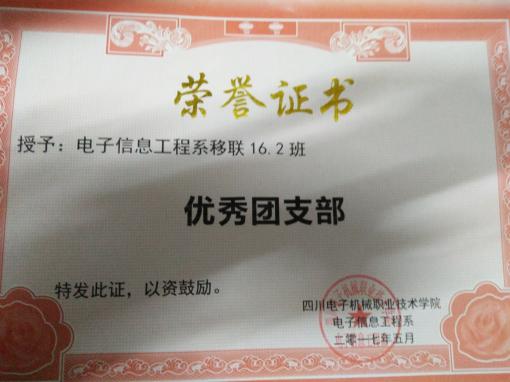 荣誉证书
授予：电子信息工程系移联16.2班
优秀团支部
特发此证，以资鼓励。
四川电子机械职业技术学院
电子信息工程系
二零一七年五月